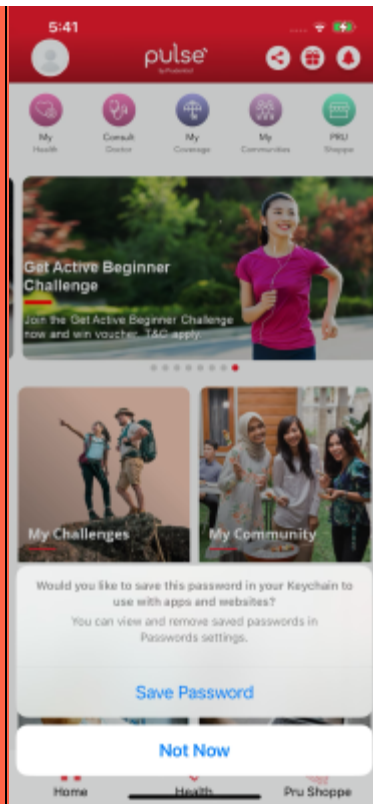 5:41
pulse
by Prudential
My
Health
Consult
Doctor
My
Coverage
My
Communities
PRU
Shoppe
Get Active Beginner
Challenge
Join the Get Active Beginner Challenge
now and win voucher. T&C apply.
My Challenges
My Community
Would you like to save this password in your Keychain to
use with apps and websites?
You can view and remove saved passwords in
Passwords settings.
Save Password
Not Now
Home
Health
Pru Shoppe